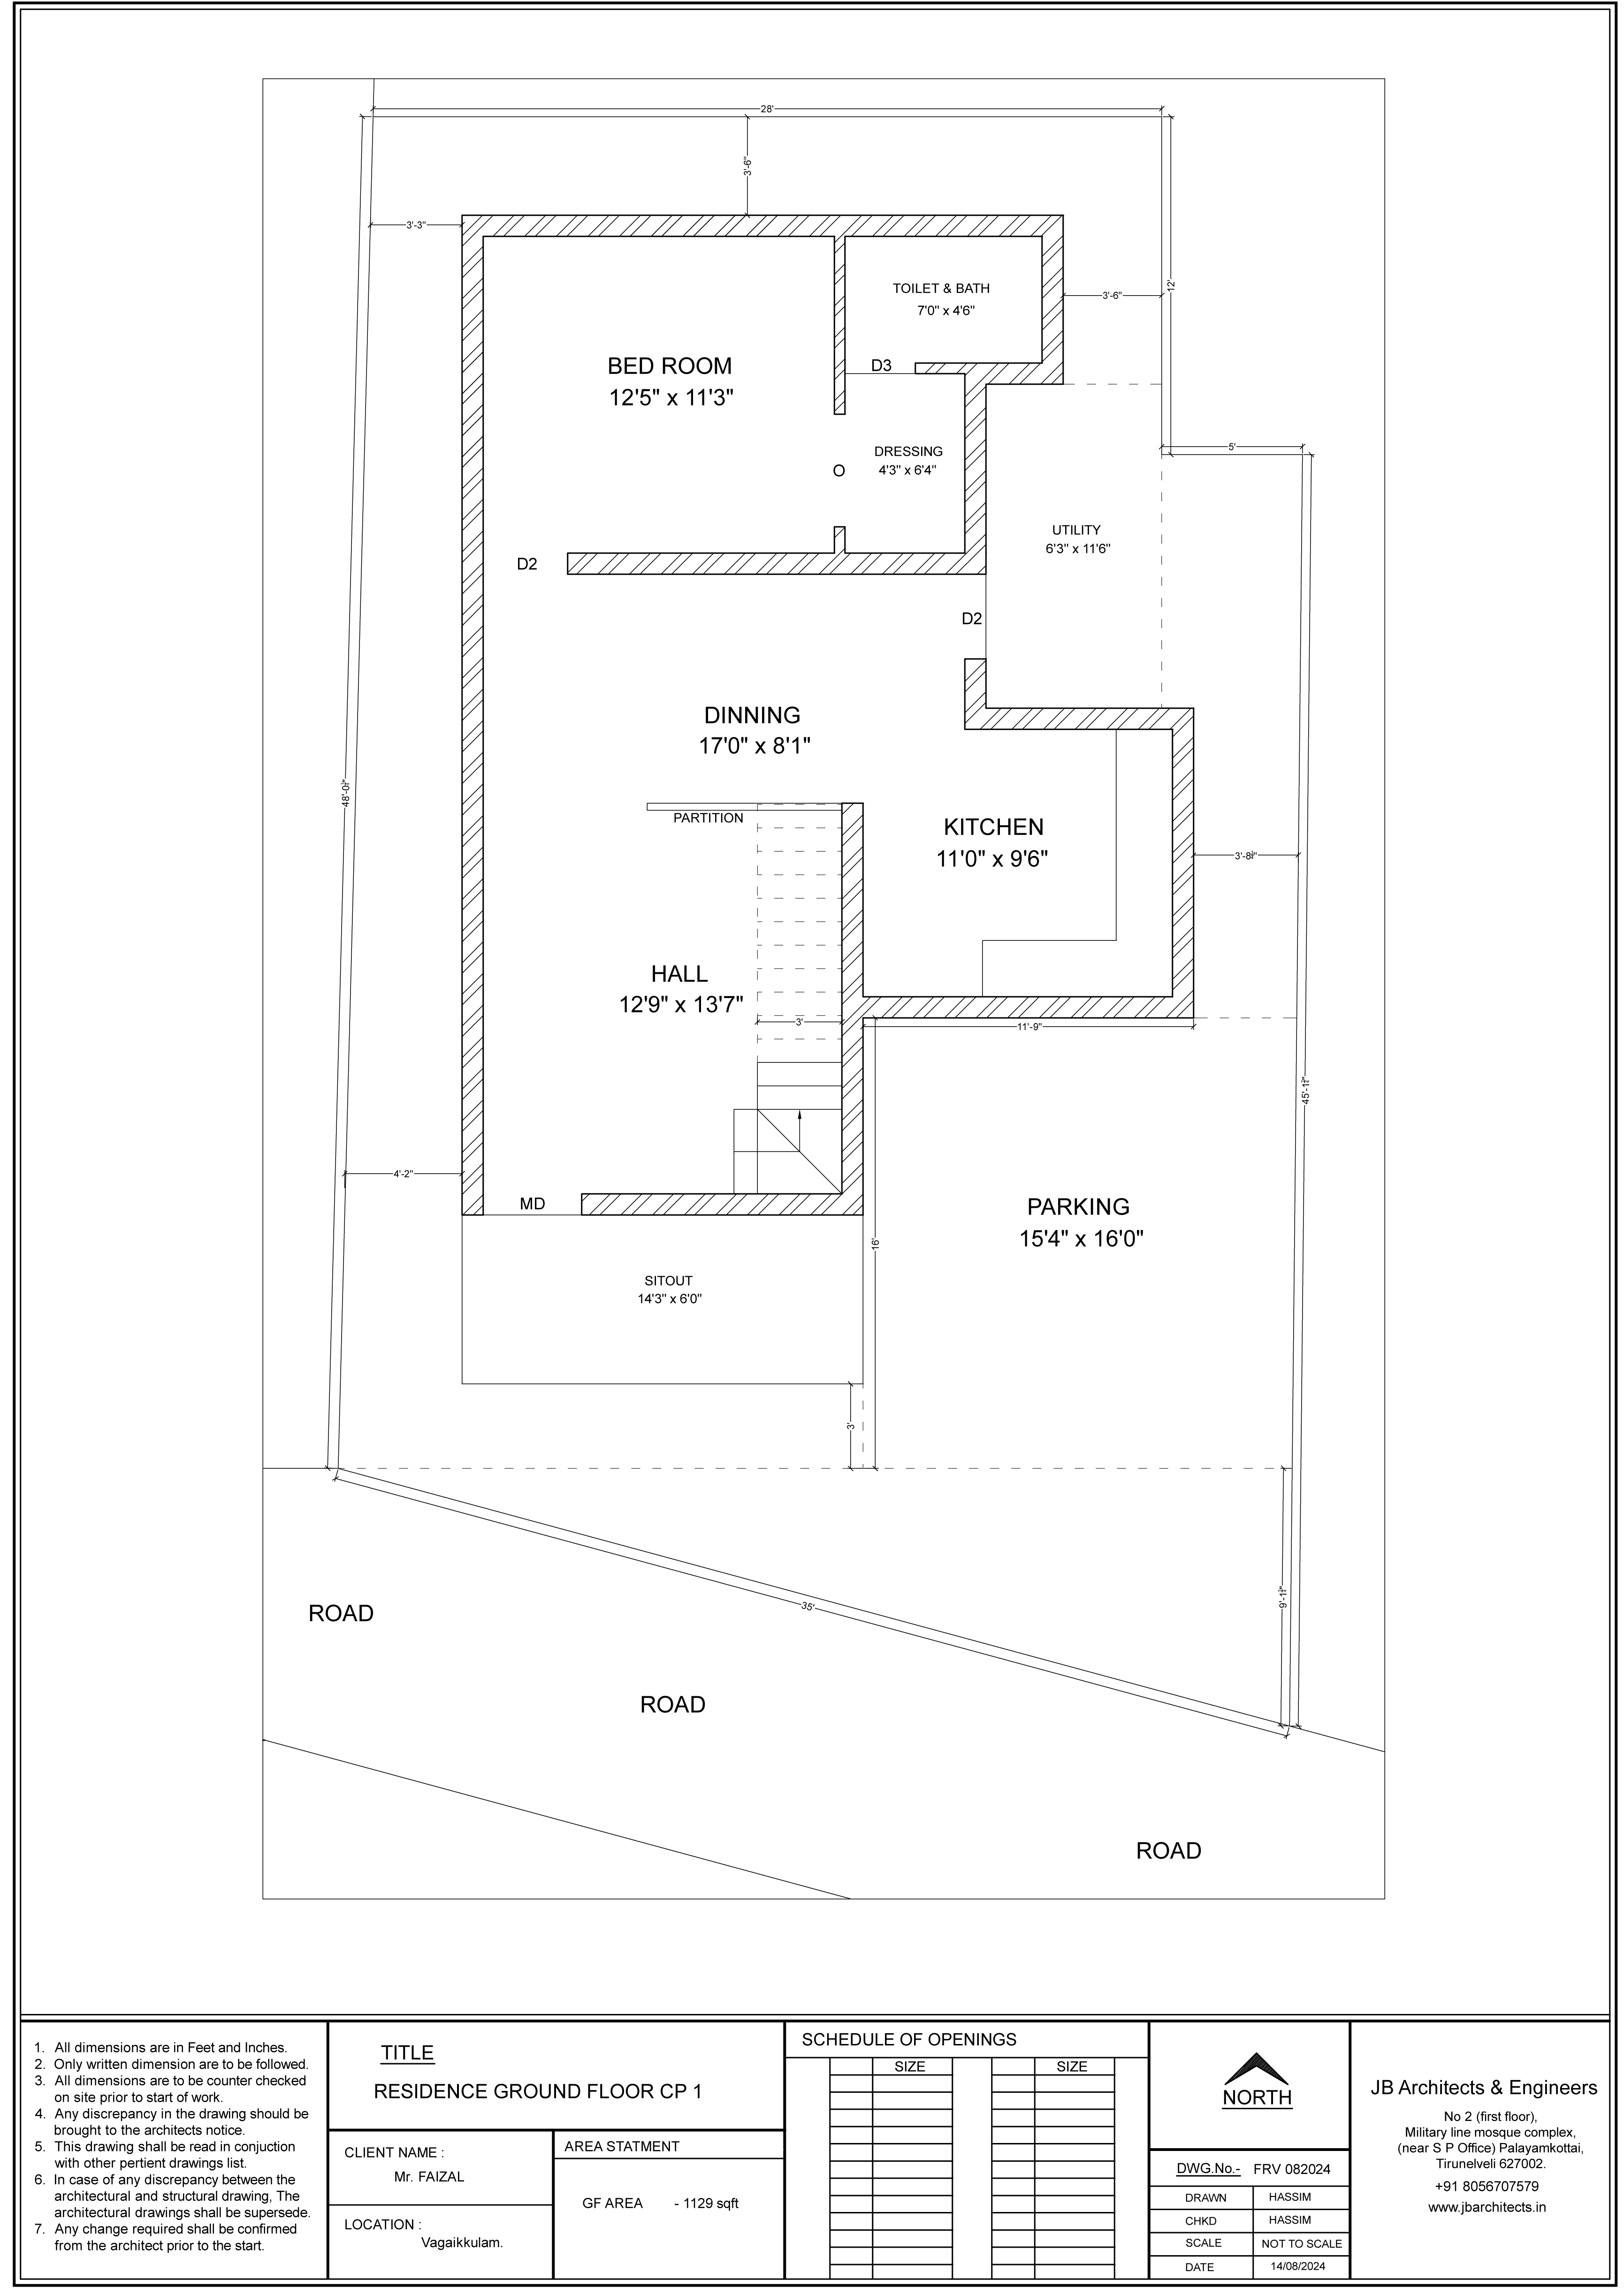 28'
3'-6"
3'-3"
12'
TOILET & BATH
7'0" x 4'6"
3'-6"
BED ROOM
12'5" x 11'3"
D3
5'
DRESSING
4'3" x 6'4"
O
UTILITY
6'3" x 11'6"
D2
D2
DINNING
17'0" x 8'1"
PARTITION
KITCHEN
11'0" x 9'6"
HALL
12'9" x 13'7"
3'
11'-9"
4'-2"
MD
PARKING
15'4" x 16'0"
16'
SITOUT
14'3" x 6'0"
3'
35'
ROAD
ROAD
ROAD
1. All dimensions are in Feet and Inches.
2. Only written dimension are to be followed.
3. All dimensions are to be counter checked
on site prior to start of work.
4. Any discrepancy in the drawing should be
brought to the architects notice.
5. This drawing shall be read in conjuction
with other pertient drawings list.
6. In case of any discrepancy between the
architectural and structural drawing, The
architectural drawings shall be supersede.
7. Any change required shall be confirmed
from the architect prior to the start.
TITLE
RESIDENCE GROUND FLOOR CP 1
CLIENT NAME :
Mr. FAIZAL
LOCATION :
Vagaikkulam.
AREA STATMENT
GF AREA - 1129 sqft
SCHEDULE OF OPENINGS
SIZE SIZE
NORTH
DWG.No.- FRV 082024
DRAWN HASSIM
CHKD HASSIM
SCALE NOT TO SCALE
DATE 14/08/2024
JB Architects & Engineers
No 2 (first floor),
Military line mosque complex,
(near S P Office) Palayamkottai,
Tirunelveli 627002.
+91 8056707579
www.jbarchitects.in